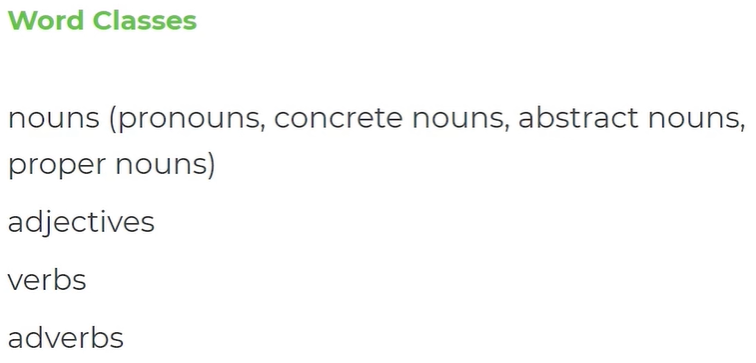 Word Classes
nouns (pronouns, concrete nouns, abstract nouns,
proper nouns)
adjectives
verbs
adverbs